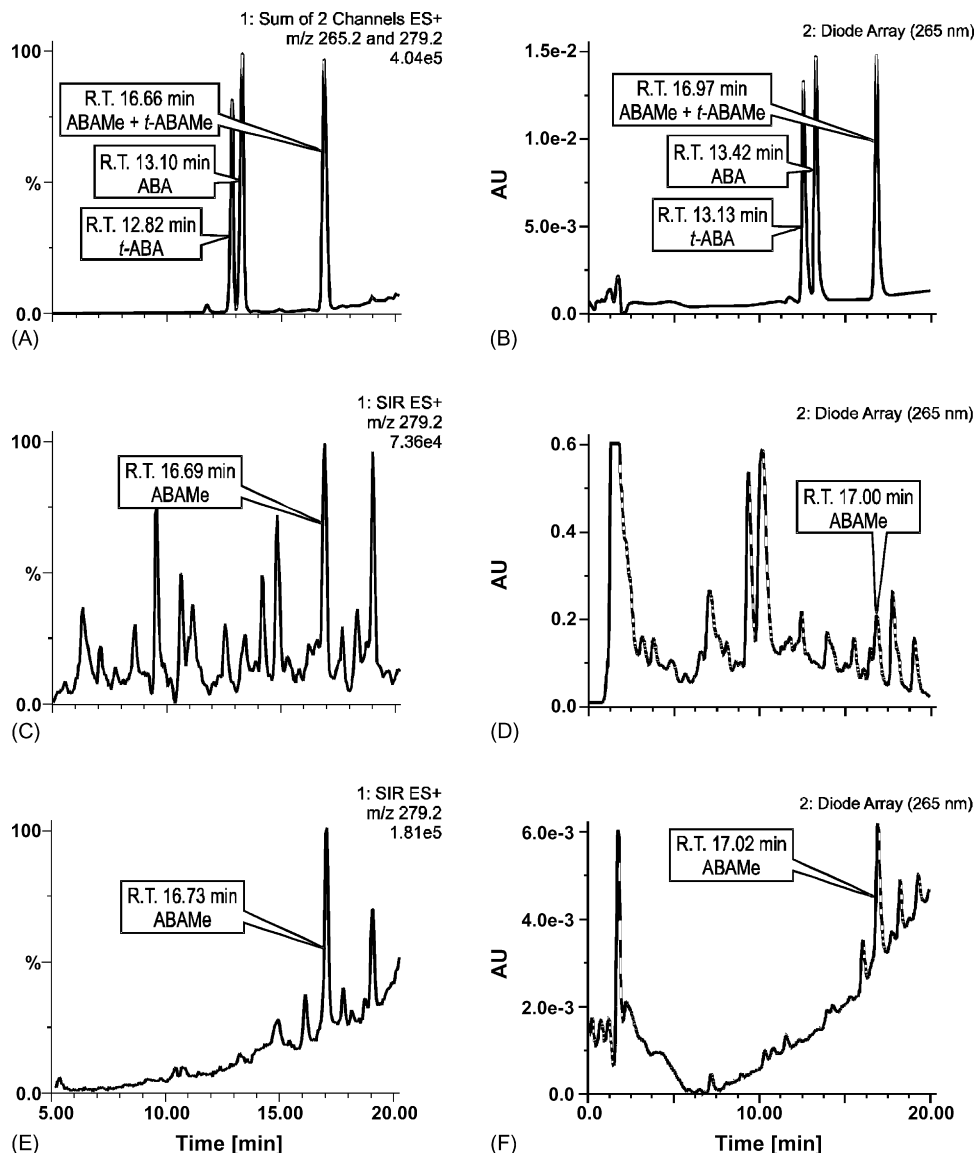 1: Sum of 2 Channels ES+
m/z 265.2 and 279.2
4.04e5
100
%
0.0
R.T. 16.66 min
ABAMe + t-ABAMe
R.T. 13.10 min
ABA
R.T. 12.82 min
t-ABA
(A)
2: Diode Array (265 nm)
1.5e-2
1.0e-2
AU
5.0e-3
0.0
R.T. 16.97 min
ABAMe + t-ABAMe
R.T. 13.42 min
ABA
R.T. 13.13 min
t-ABA
(B)
1: SIR ES+
m/z 279.2
7.36e4
100
%
0.0
R.T. 16.69 min
ABAMe
(C)
2: Diode Array (265 nm)
0.6
0.4
AU
0.2
0.0
R.T. 17.00 min
ABAMe
(D)
1: SIR ES+
m/z 279.2
1.81e5
100
%
0.0
R.T. 16.73 min
ABAMe
5.00 10.00 15.00 20.00
(E)
Time [min]
2: Diode Array (265 nm)
6.0e-3
4.0e-3
AU
2.0e-3
0.0
R.T. 17.02 min
ABAMe
0.0 10.00 20.00
(F)
Time [min]